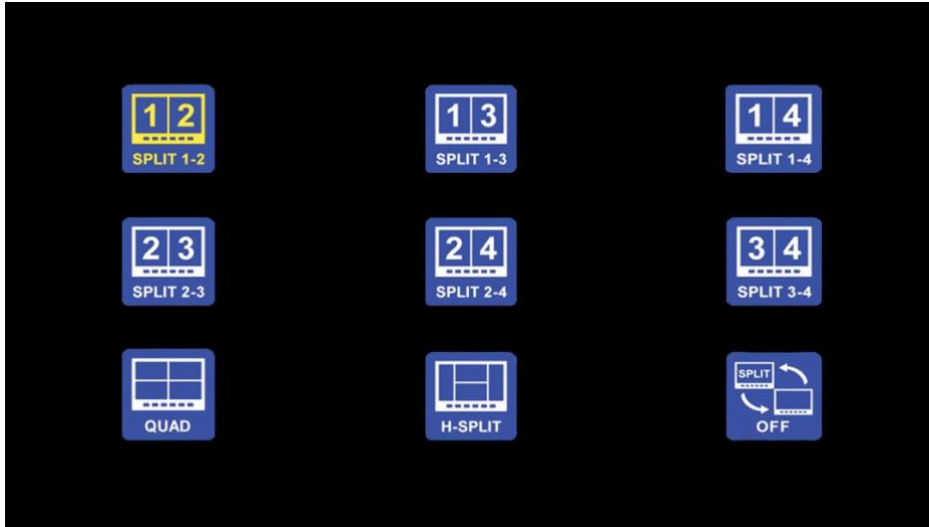 1 2
SPLIT 1-2
1 3
SPLIT 1-3
1 4
SPLIT 1-4
2 3
SPLIT 2-3
2 4
SPLIT 2-4
3 4
SPLIT 3-4
QUAD
H-SPLIT
SPLIT
OFF